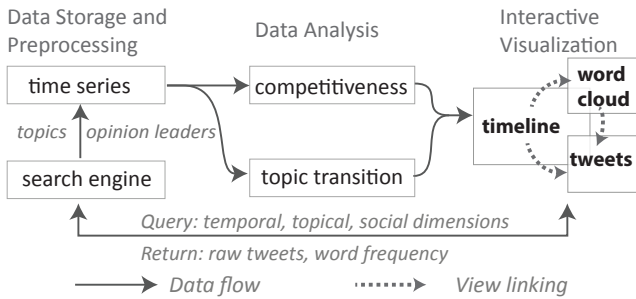 Data Storage and
Preprocessing
Data Analysis
Interactive
Visualization
time series
competitiveness
word
cloud
timeline
topics
opinion leaders
tweets
search engine
topic transition
Query: temporal, topical, social dimensions
Return: raw tweets, word frequency
Data flow
View linking